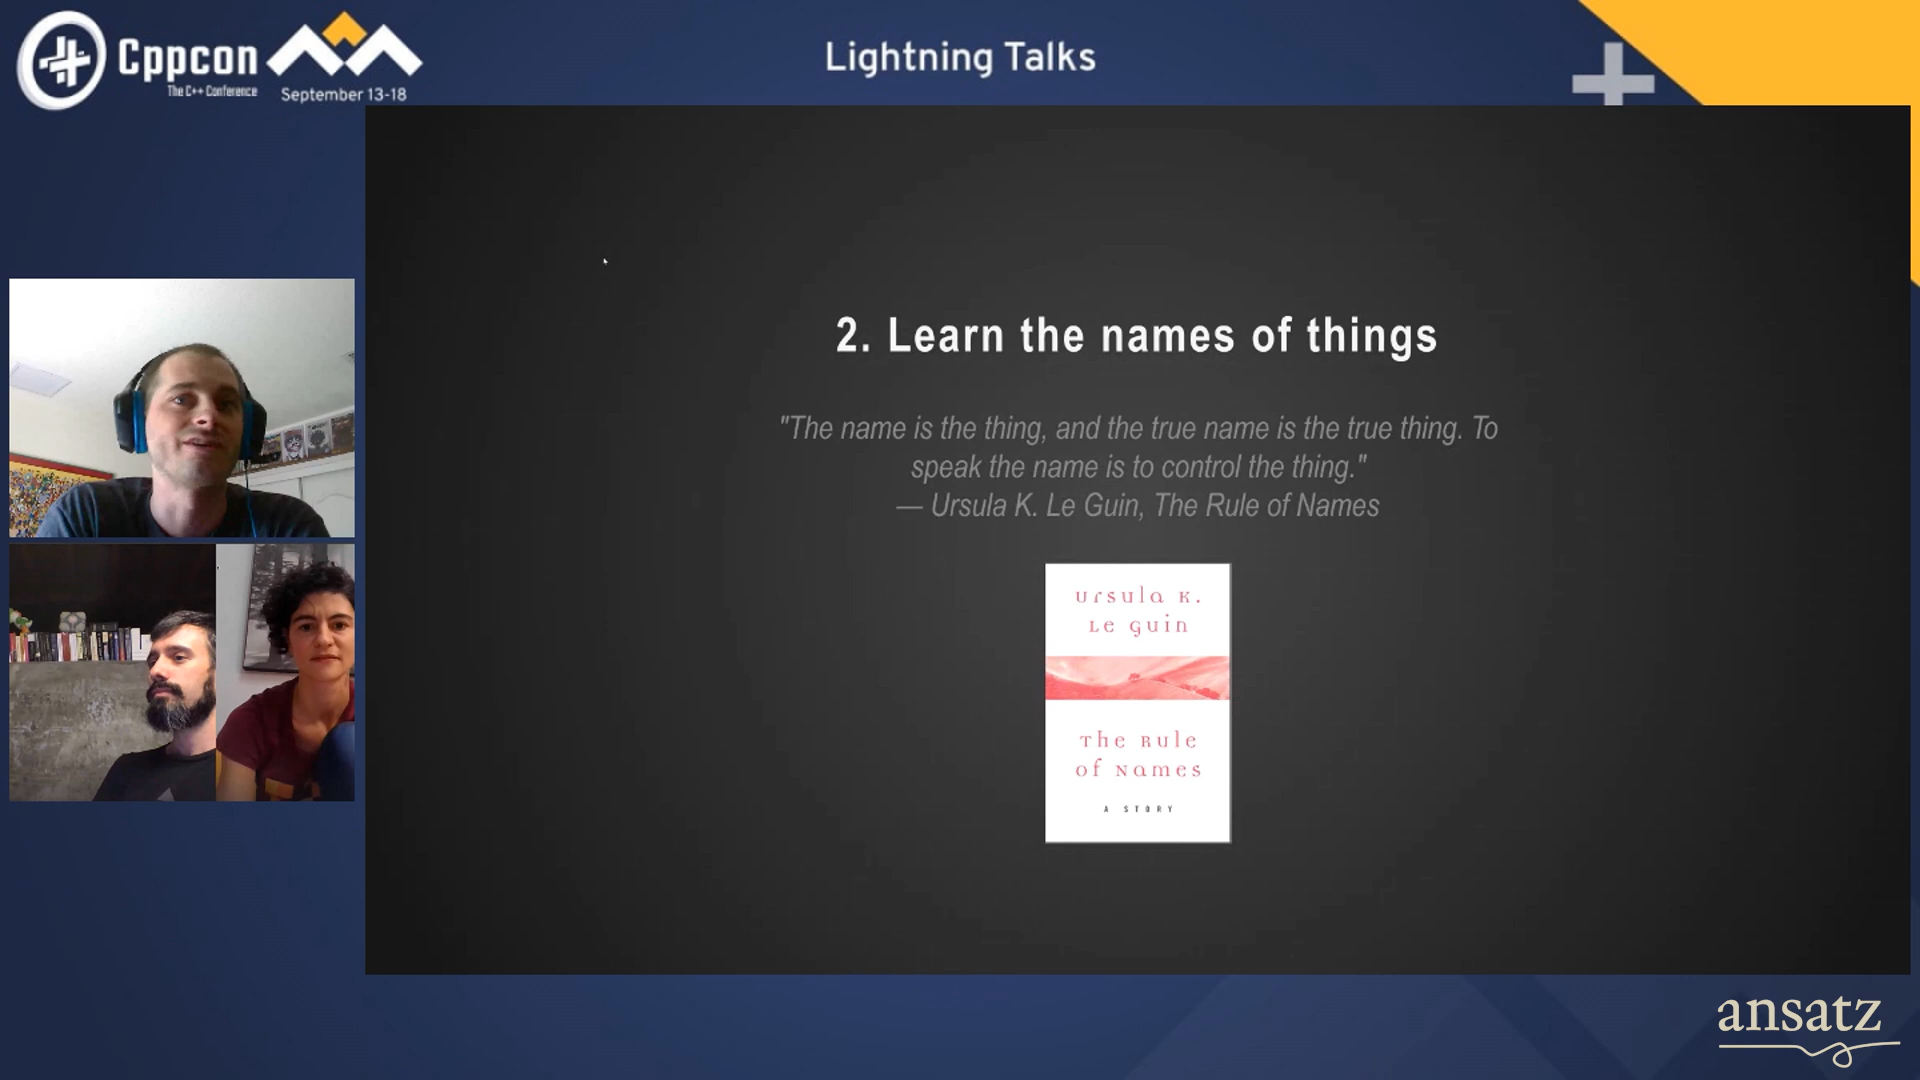 Cppcon
The C++ Conference
September 13-18
Lightning Talks
2. Learn the names of things
"The name is the thing, and the true name is the true thing. To
speak the name is to control the thing."
— Ursula K. Le Guin, The Rule of Names
Ursula K.
Le Guin
The Rule
of Names
A STORY
ansatz